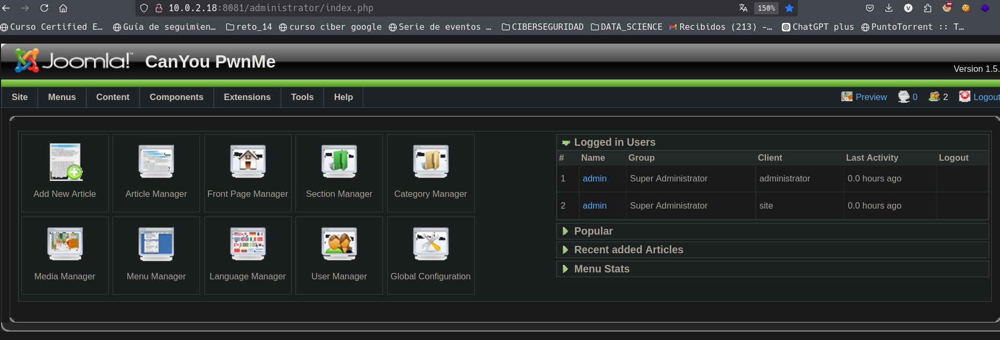 10.0.2.18:8081/administrator/index.php 150%
Curso Certified E… Guía de seguimien… reto_14 curso ciber google Serie de eventos … CIBERSEGURIDAD DATA_SCIENCE Recibidos (213) -… ChatGPT plus PuntoTorrent :: T…
Joomla! CanYou PwnMe
Version 1.5.
Site Menus Content Components Extensions Tools Help Preview 0 2 Logout
Logged in Users
# Name Group Client Last Activity Logout
1 admin Super Administrator administrator 0.0 hours ago
2 admin Super Administrator site 0.0 hours ago
Popular
Recent added Articles
Menu Stats
Add New Article Article Manager Front Page Manager Section Manager Category Manager
Media Manager Menu Manager Language Manager User Manager Global Configuration